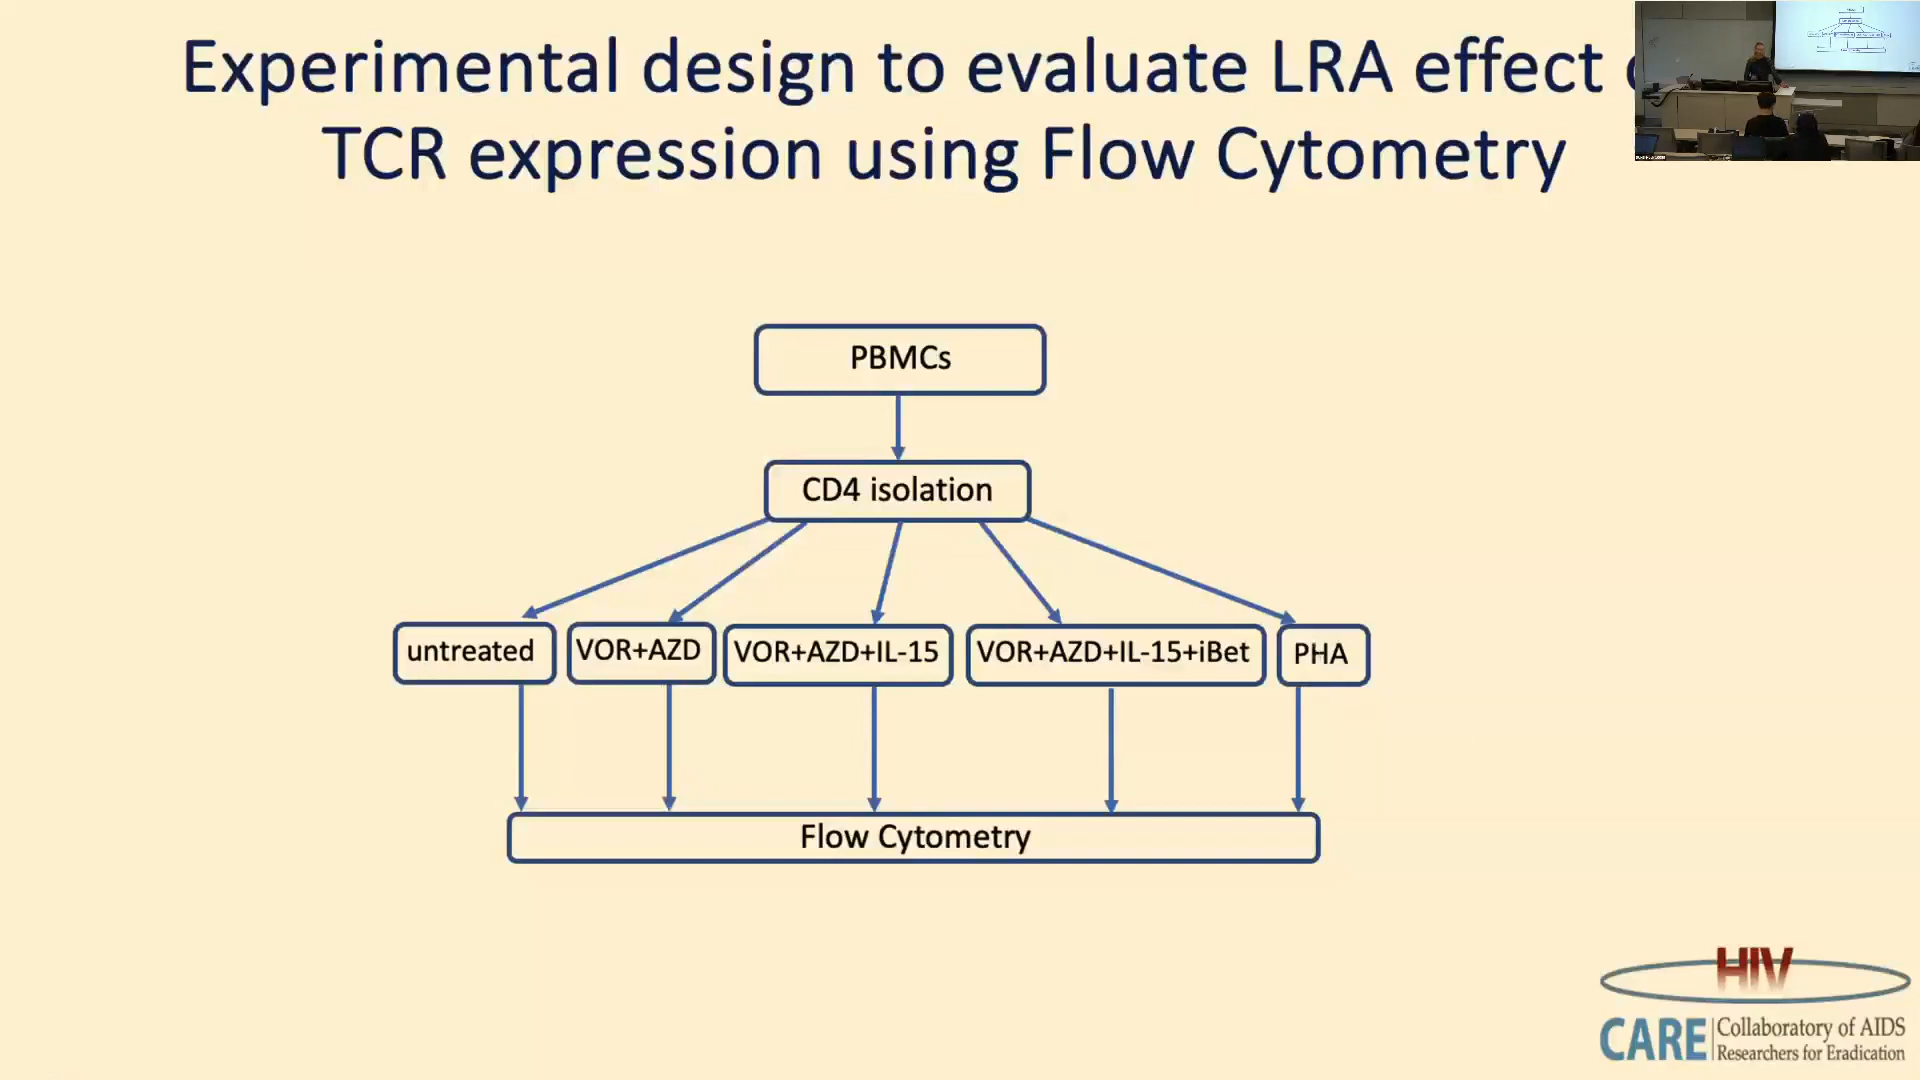 Experimental design to evaluate LRA effect
TCR expression using Flow Cytometry
PBMCs
CD4 isolation
untreated
VOR+AZD
VOR+AZD+IL-15
VOR+AZD+IL-15+iBet
PHA
Flow Cytometry
HIV
CARE
Collaboratory of AIDS
Researchers for Eradication